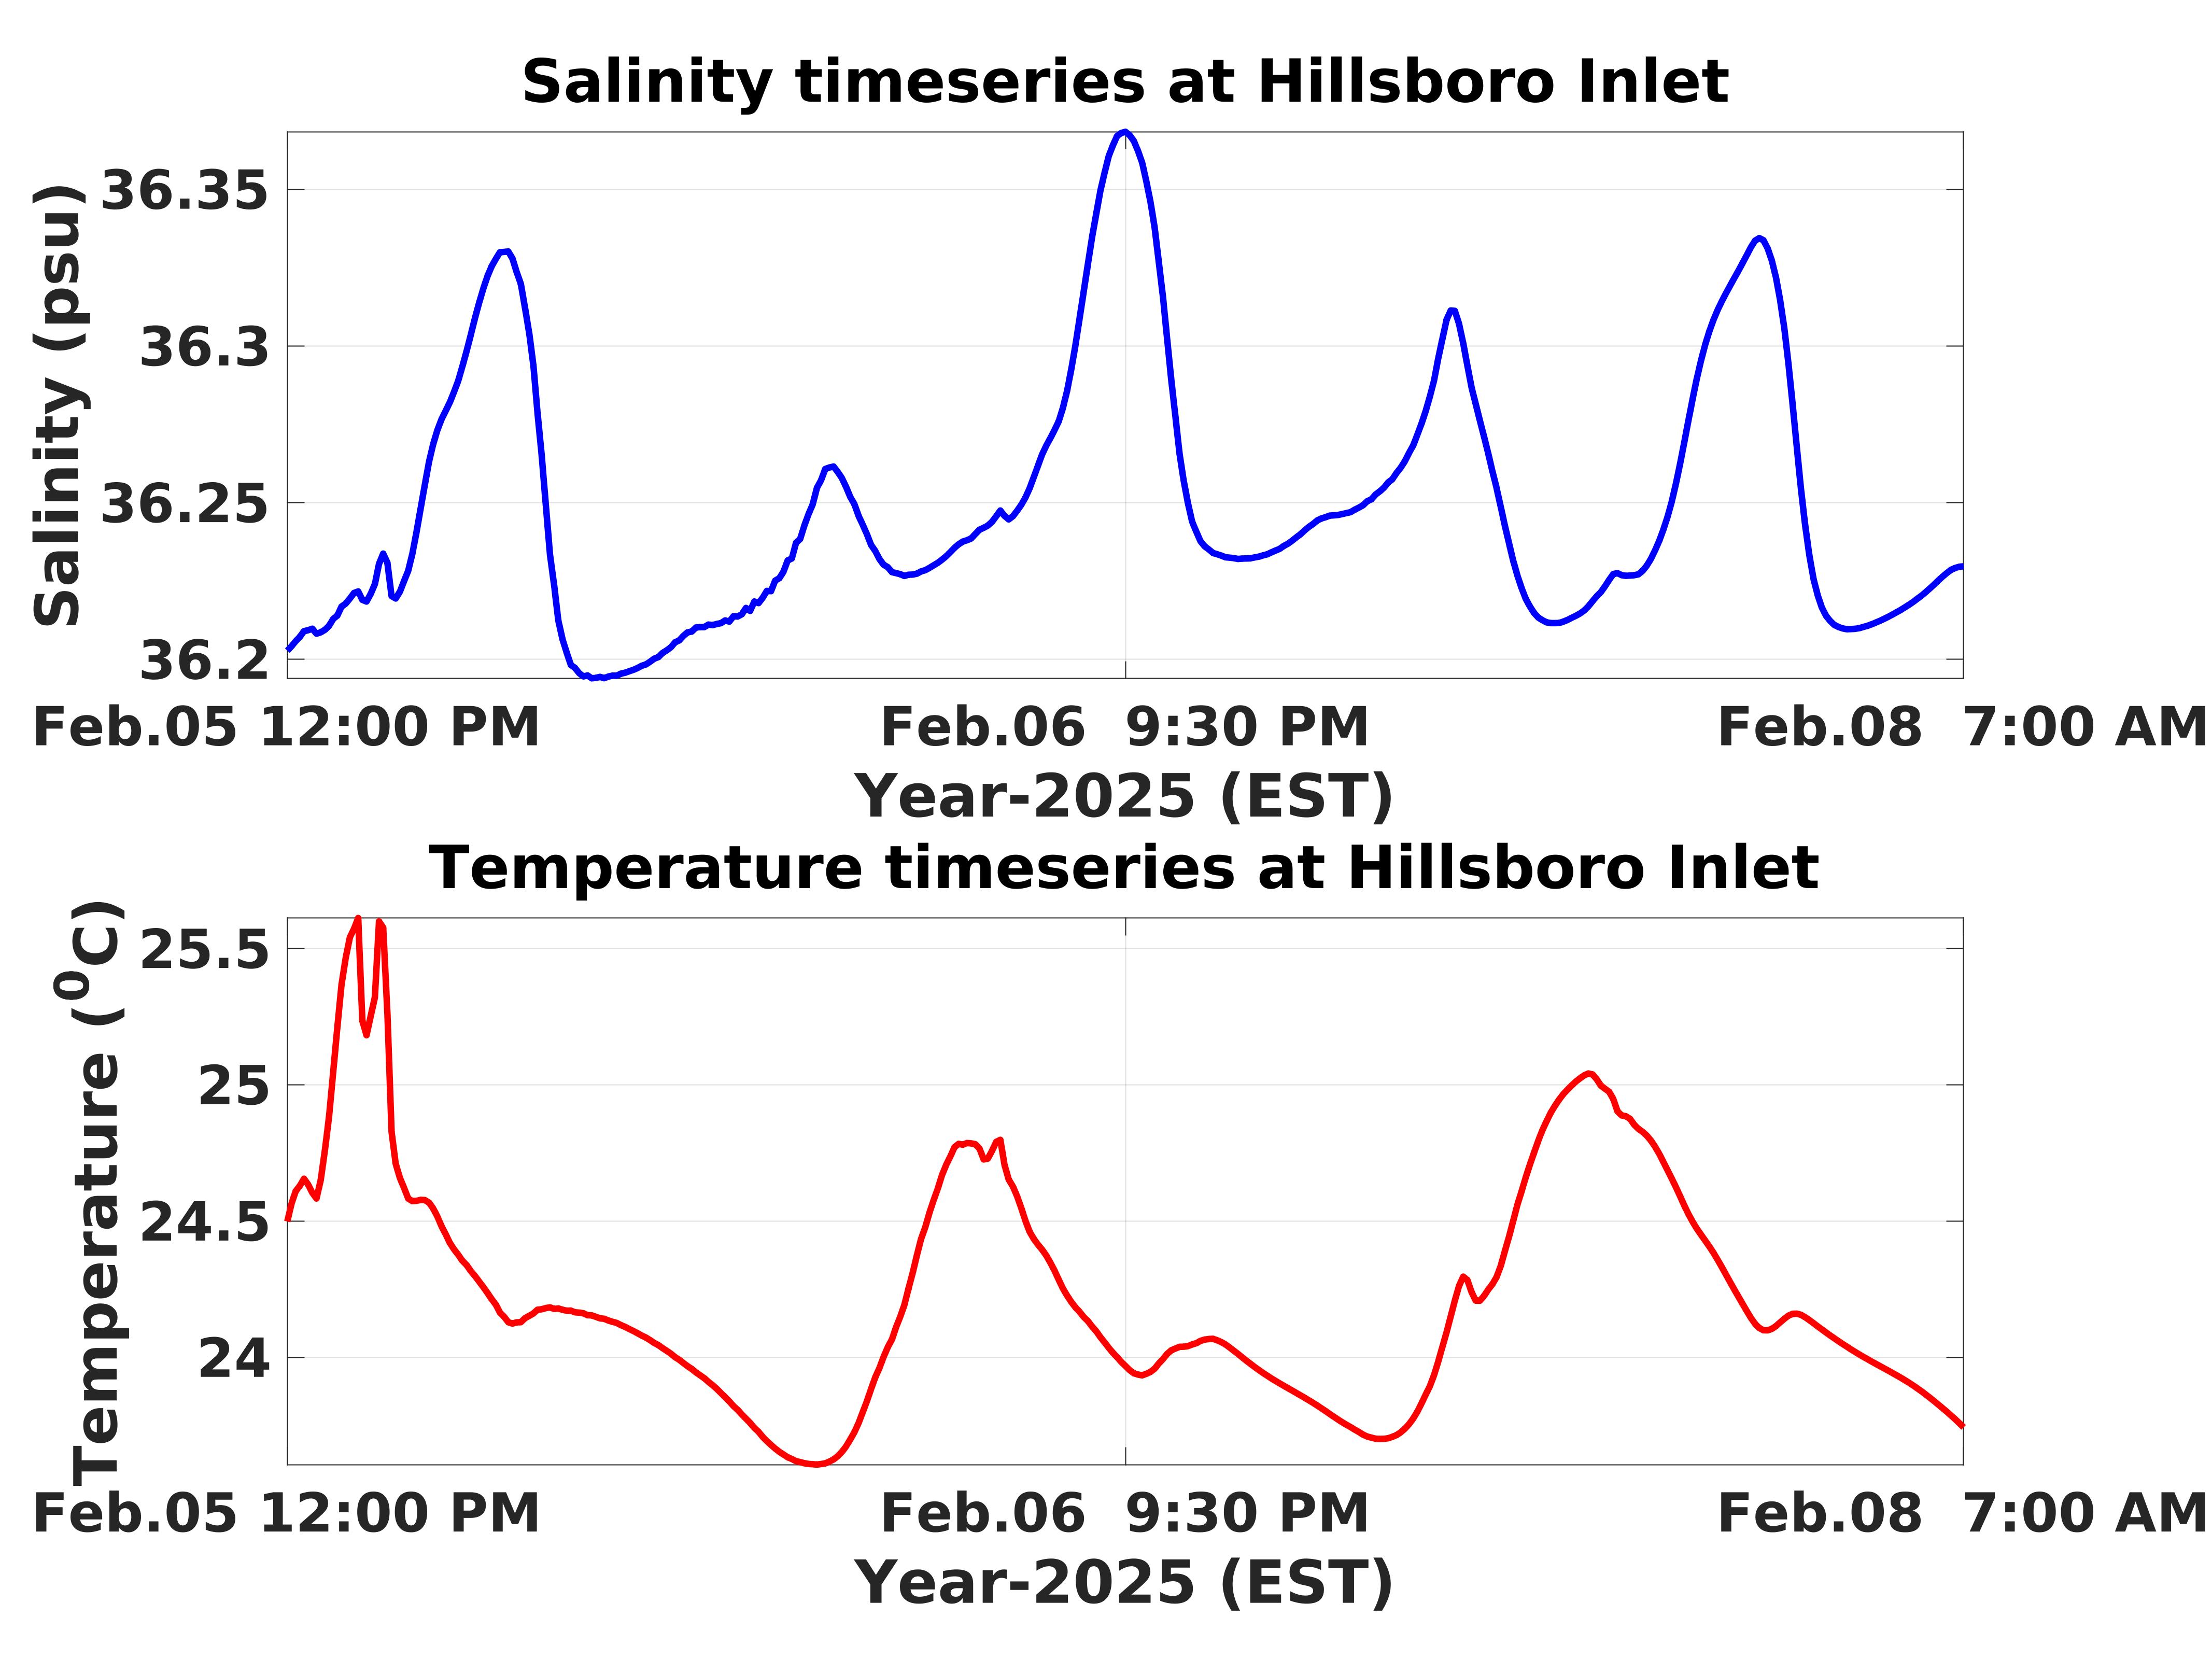 Salinity timeseries at Hillsboro Inlet
Salinity (psu)
36.35
36.3
36.25
36.2
Feb.05 12:00 PM Feb.06  9:30 PM Feb.08  7:00 AM
Year-2025 (EST)
Temperature timeseries at Hillsboro Inlet
Temperature (⁰C)
25.5
25
24.5
24
Feb.05 12:00 PM Feb.06  9:30 PM Feb.08  7:00 AM
Year-2025 (EST)